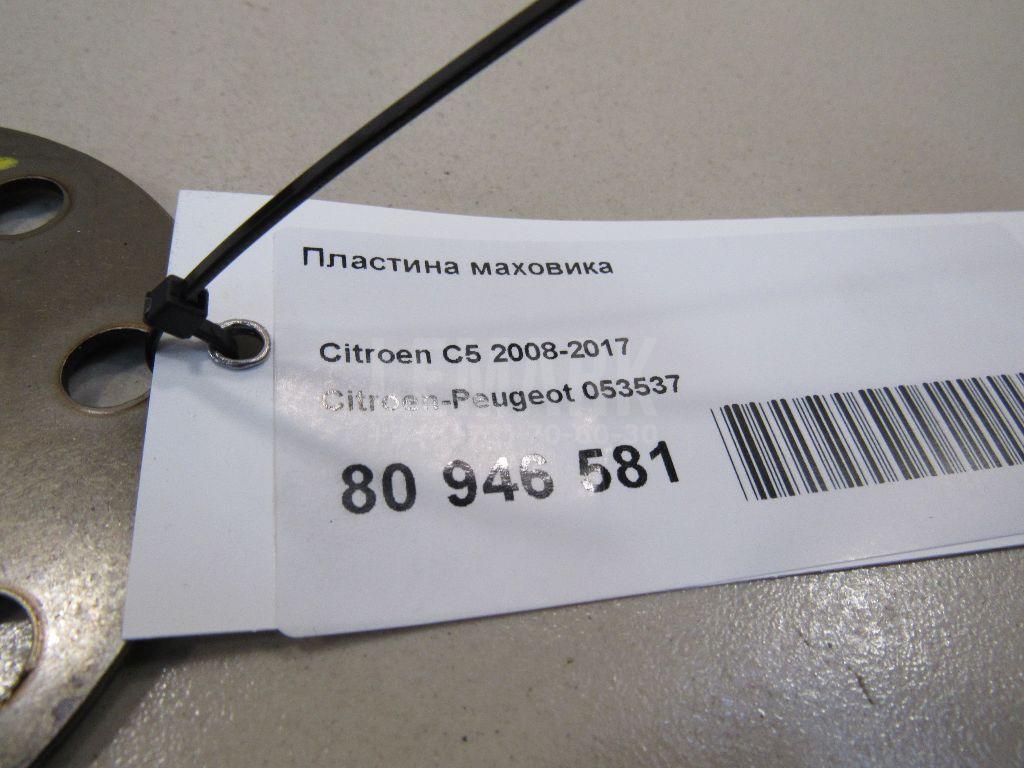 Пластина маховика
Citroen C5 2008-2017
Citroen-Peugeot 053537
80 946 581